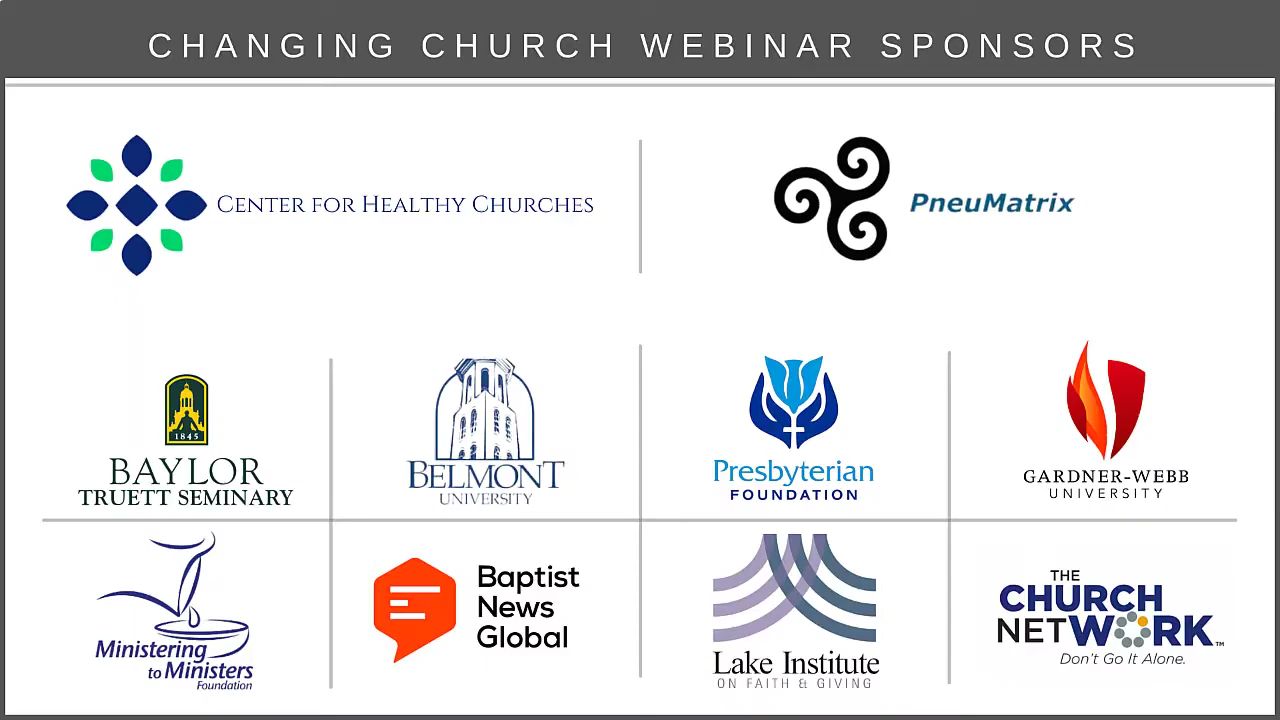 CHANGING CHURCH WEBINAR SPONSORS
CENTER FOR HEALTHY CHURCHES
PneuMatrix
1845
BAYLOR
TRUETT SEMINARY
BELMONT
UNIVERSITY
Presbyterian
FOUNDATION
GARDNER-WEBB
UNIVERSITY
Ministering
to Ministers
Foundation
Baptist
News
Global
Lake Institute
ON FAITH & GIVING
THE
CHURCH
NETWORK™
Don't Go It Alone.